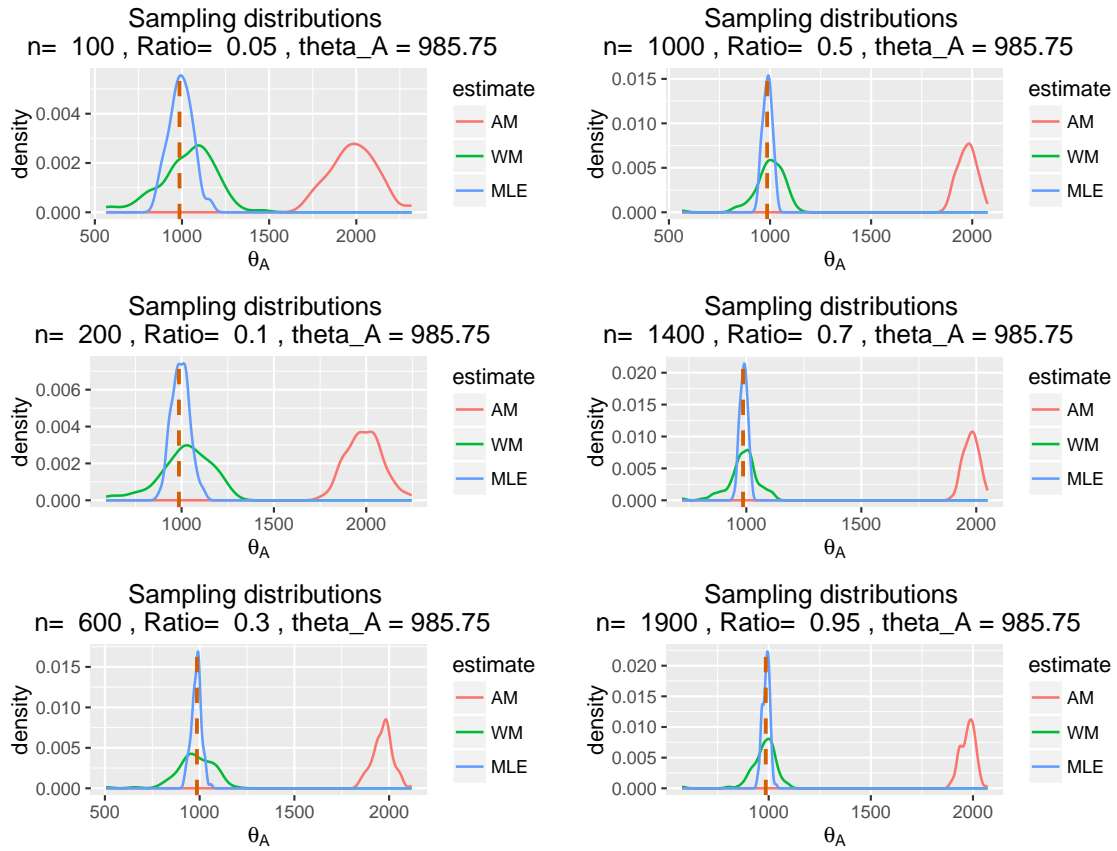 Sampling distributions
n= 100 , Ratio= 0.05 , theta_A = 985.75
density
0.004
0.002
0.000
500
1000
1500
2000
θA
estimate
AM
WM
MLE
Sampling distributions
n= 1000 , Ratio= 0.5 , theta_A = 985.75
density
0.015
0.010
0.005
0.000
500
1000
1500
2000
θA
estimate
AM
WM
MLE
Sampling distributions
n= 200 , Ratio= 0.1 , theta_A = 985.75
density
0.006
0.004
0.002
0.000
1000
1500
2000
θA
estimate
AM
WM
MLE
Sampling distributions
n= 1400 , Ratio= 0.7 , theta_A = 985.75
density
0.020
0.015
0.010
0.005
0.000
1000
1500
2000
θA
estimate
AM
WM
MLE
Sampling distributions
n= 600 , Ratio= 0.3 , theta_A = 985.75
density
0.015
0.010
0.005
0.000
500
1000
1500
2000
θA
estimate
AM
WM
MLE
Sampling distributions
n= 1900 , Ratio= 0.95 , theta_A = 985.75
density
0.020
0.015
0.010
0.005
0.000
1000
1500
2000
θA
estimate
AM
WM
MLE